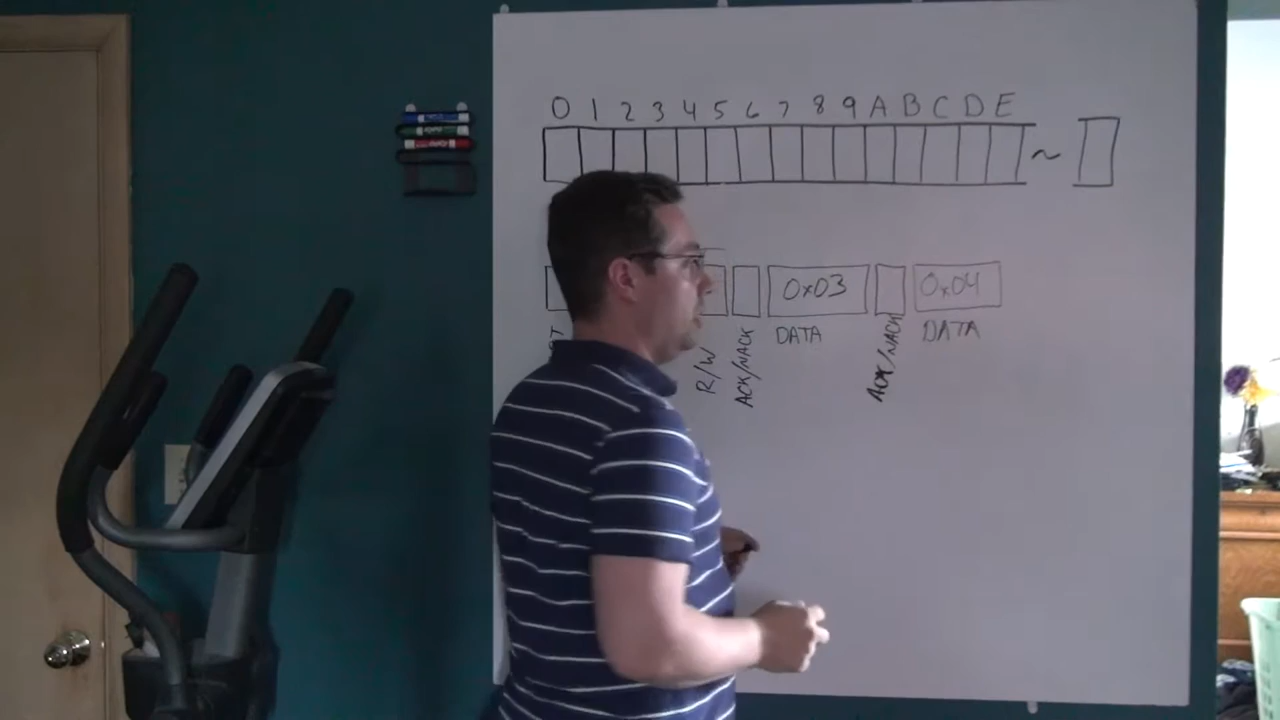 0 1 2 3 4 5 6 7 8 9 A B C D E
~
0x03 0x04
R/W ACK/NACK DATA ACK/NACK DATA